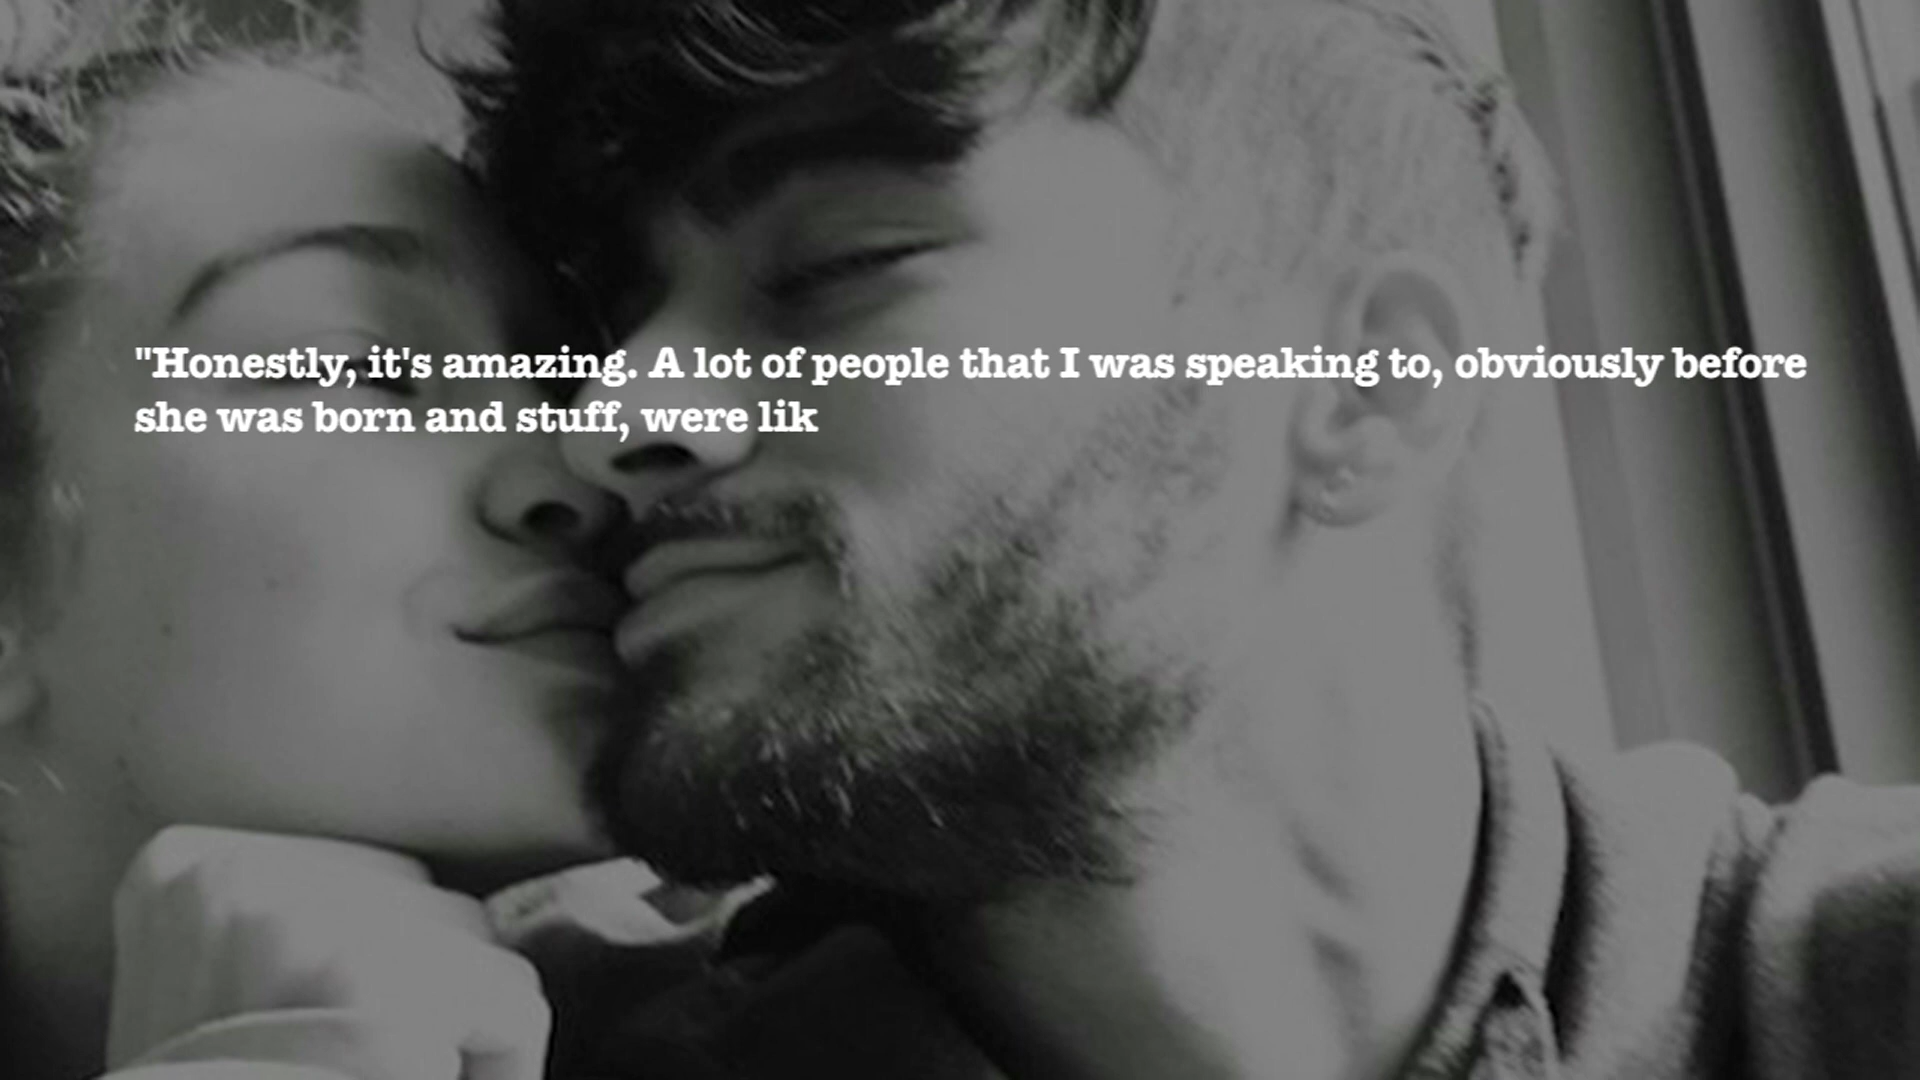 "Honestly, it's amazing. A lot of people that I was speaking to, obviously before
she was born and stuff, were lik